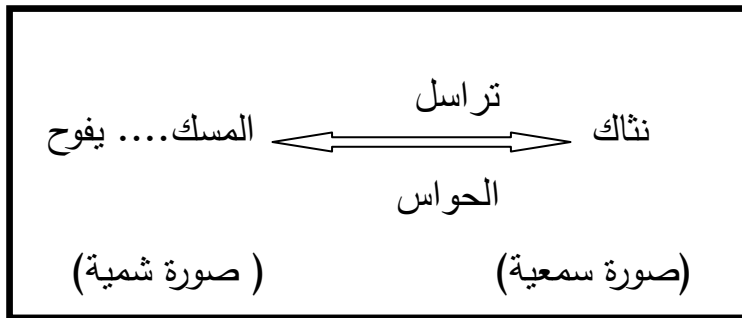 تراسل
نثاك المسك.... يفوح
الحواس
(صورة سمعية) ( صورة شمية)